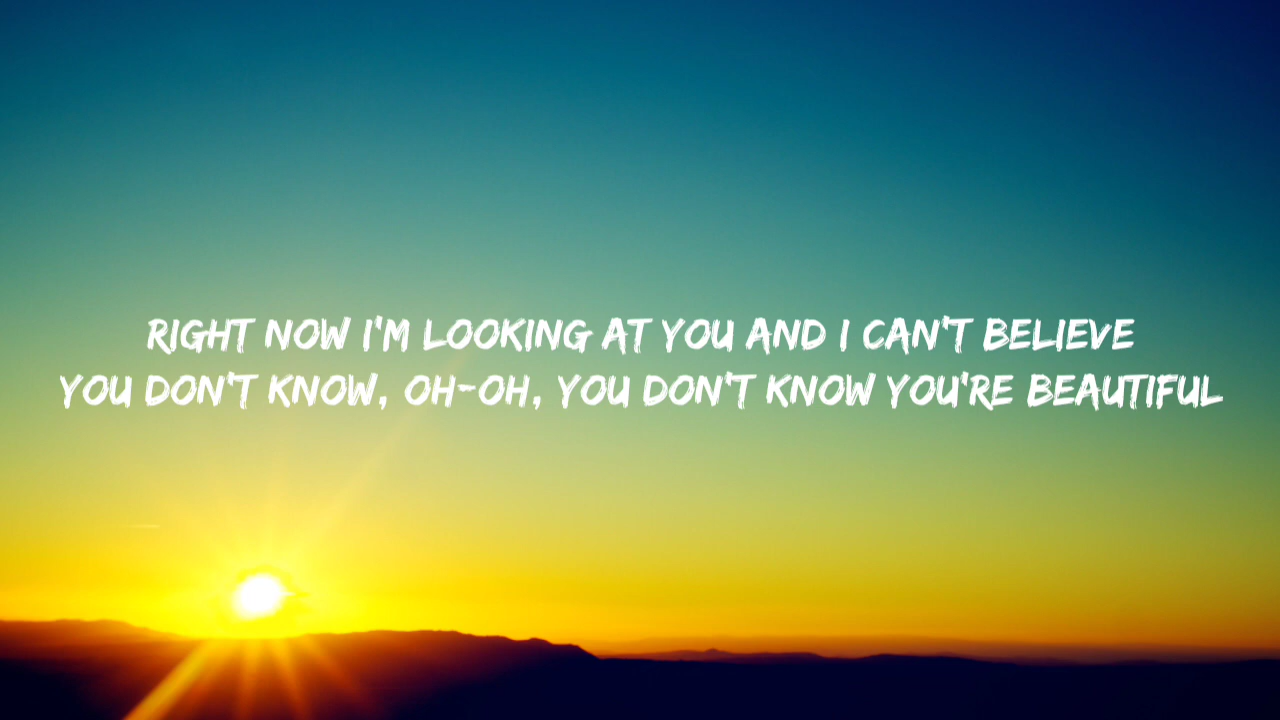 RIGHT NOW I'M LOOKING AT YOU AND I CAN'T BELIEVE
YOU DON'T KNOW, OH-OH, YOU DON'T KNOW YOU'RE BEAUTIFUL